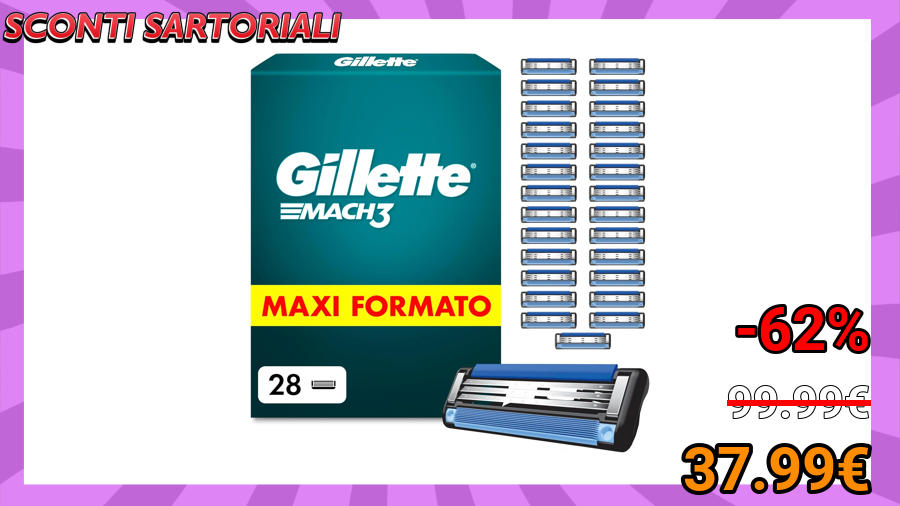 SCONTI SARTORIALI
Gillette
Gillette®
MACH3
MAXI FORMATO
28
-62%
99.99€
37.99€